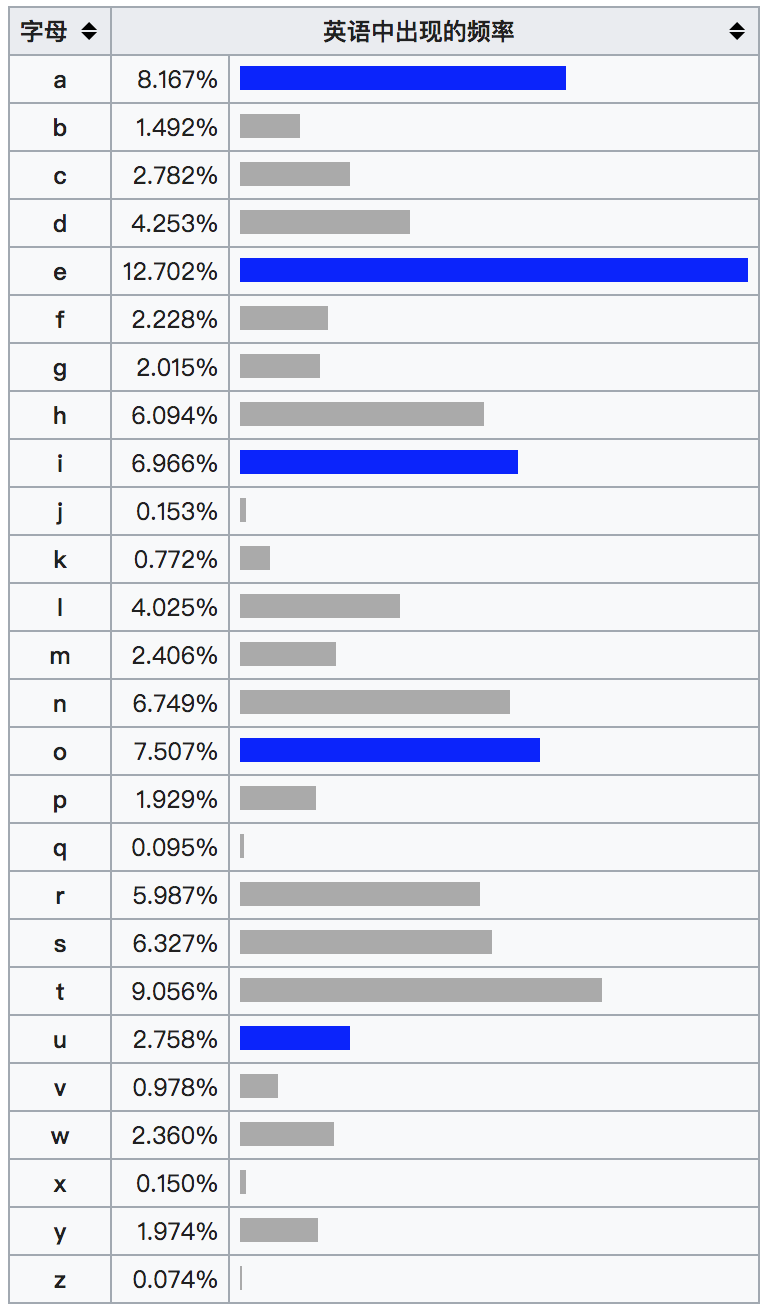 字母 英语中出现的频率
a 8.167%
b 1.492%
c 2.782%
d 4.253%
e 12.702%
f 2.228%
g 2.015%
h 6.094%
i 6.966%
j 0.153%
k 0.772%
l 4.025%
m 2.406%
n 6.749%
o 7.507%
p 1.929%
q 0.095%
r 5.987%
s 6.327%
t 9.056%
u 2.758%
v 0.978%
w 2.360%
x 0.150%
y 1.974%
z 0.074%